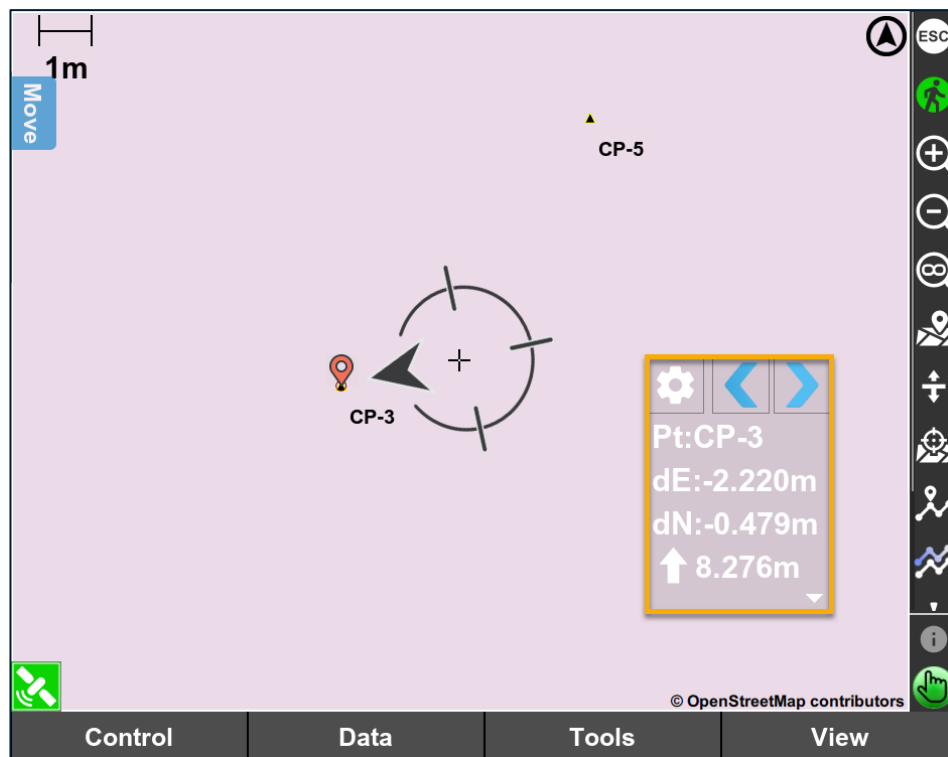 1m
ESC
Move
CP-5
CP-3
Pt:CP-3
dE:-2.220m
dN:-0.479m
8.276m
© OpenStreetMap contributors
Control
Data
Tools
View